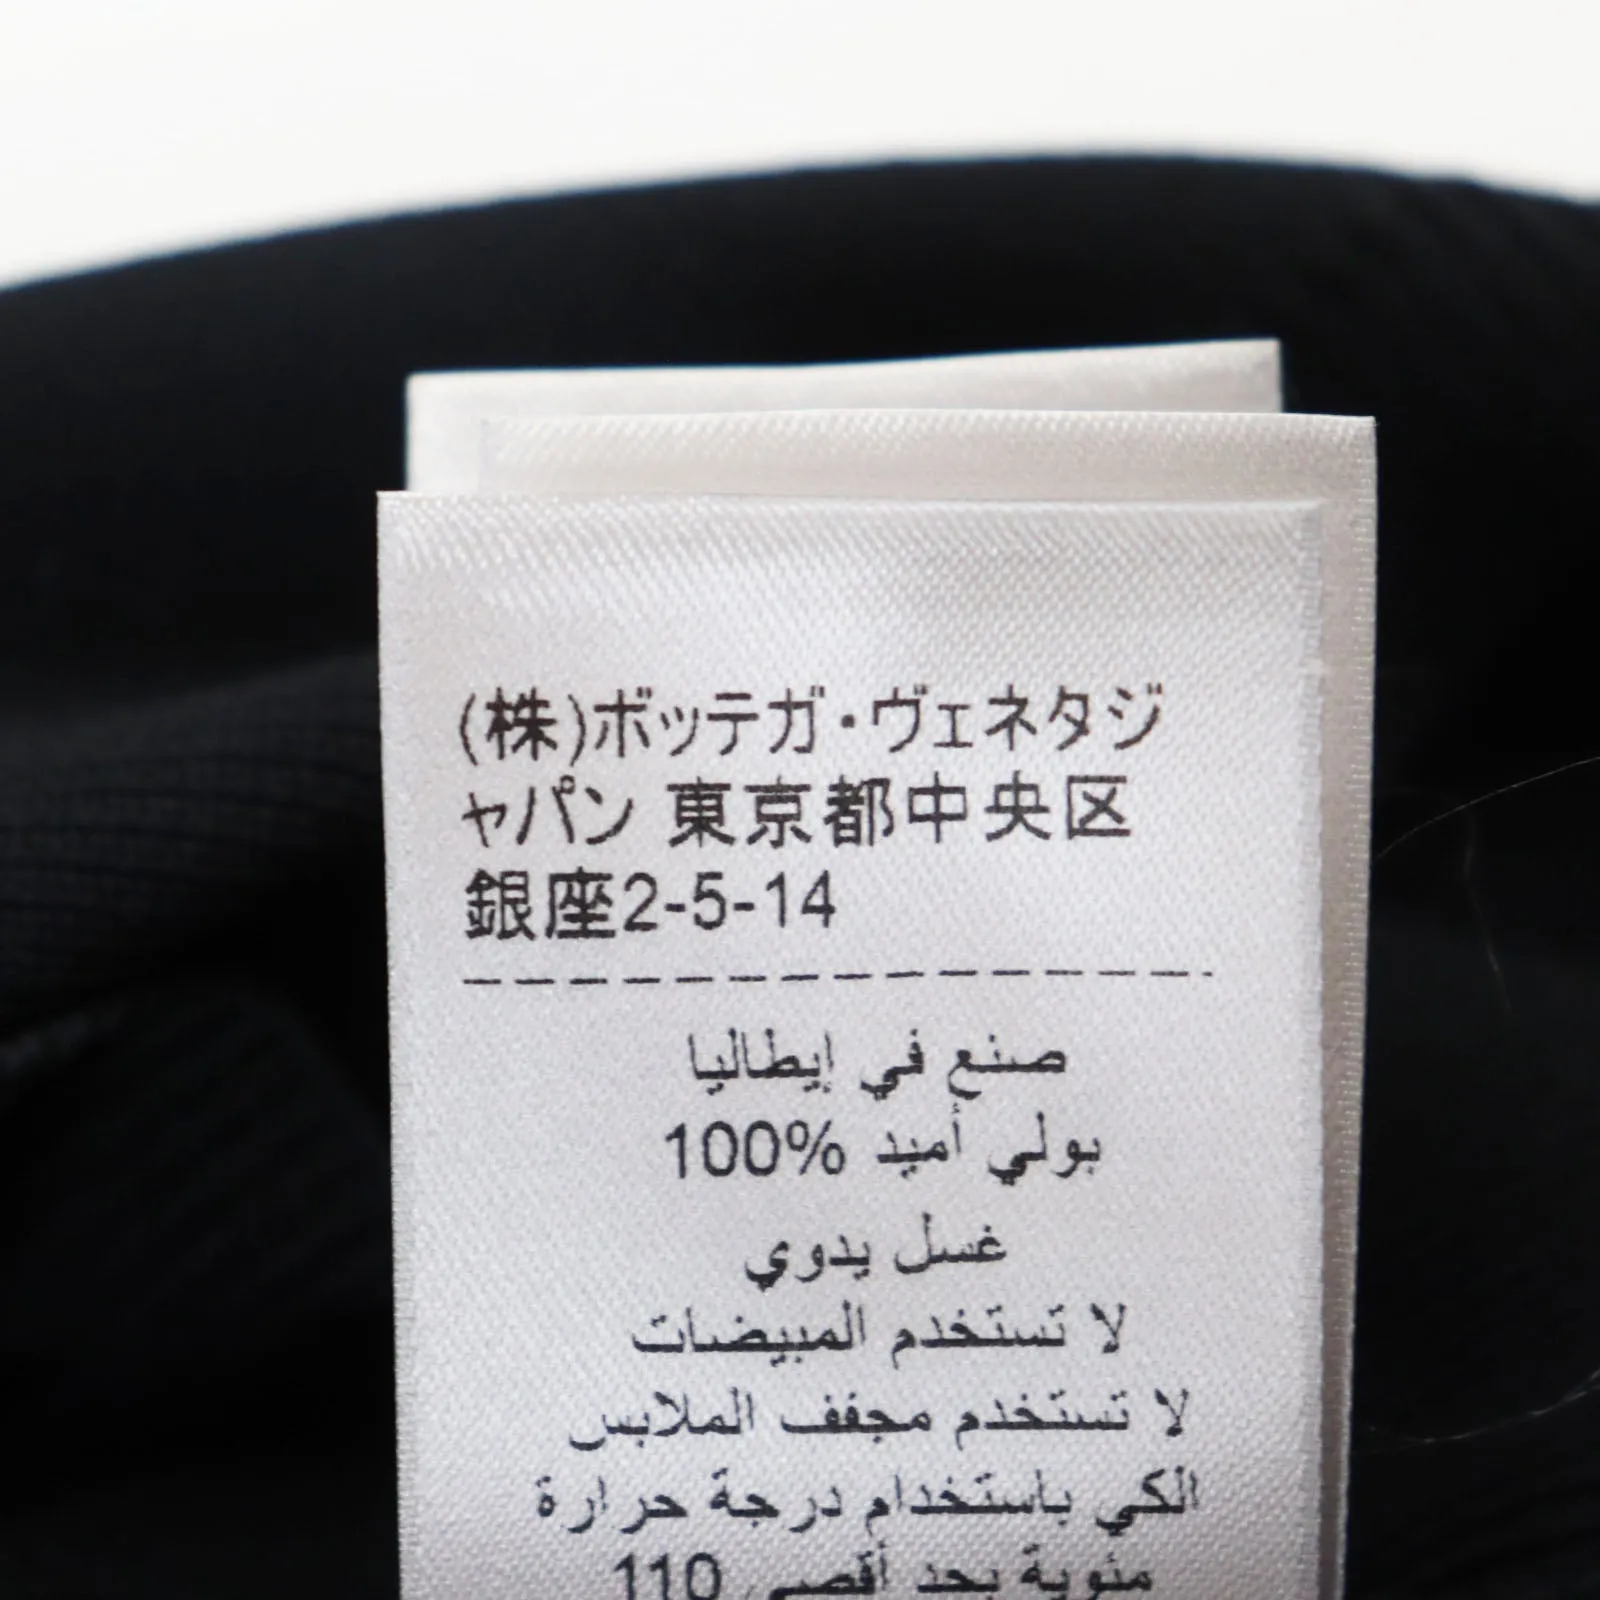 (株)ボッテガ・ヴェネタジ
ャパン 東京都中央区
銀座2-5-14
صنع في إيطاليا
بولي أميد %100
غسل يدوي
لا تستخدم المبيضات
لا تستخدم مجفف الملابس
الكي باستخدام درجة حرارة
مئوية بحد أقصى 110